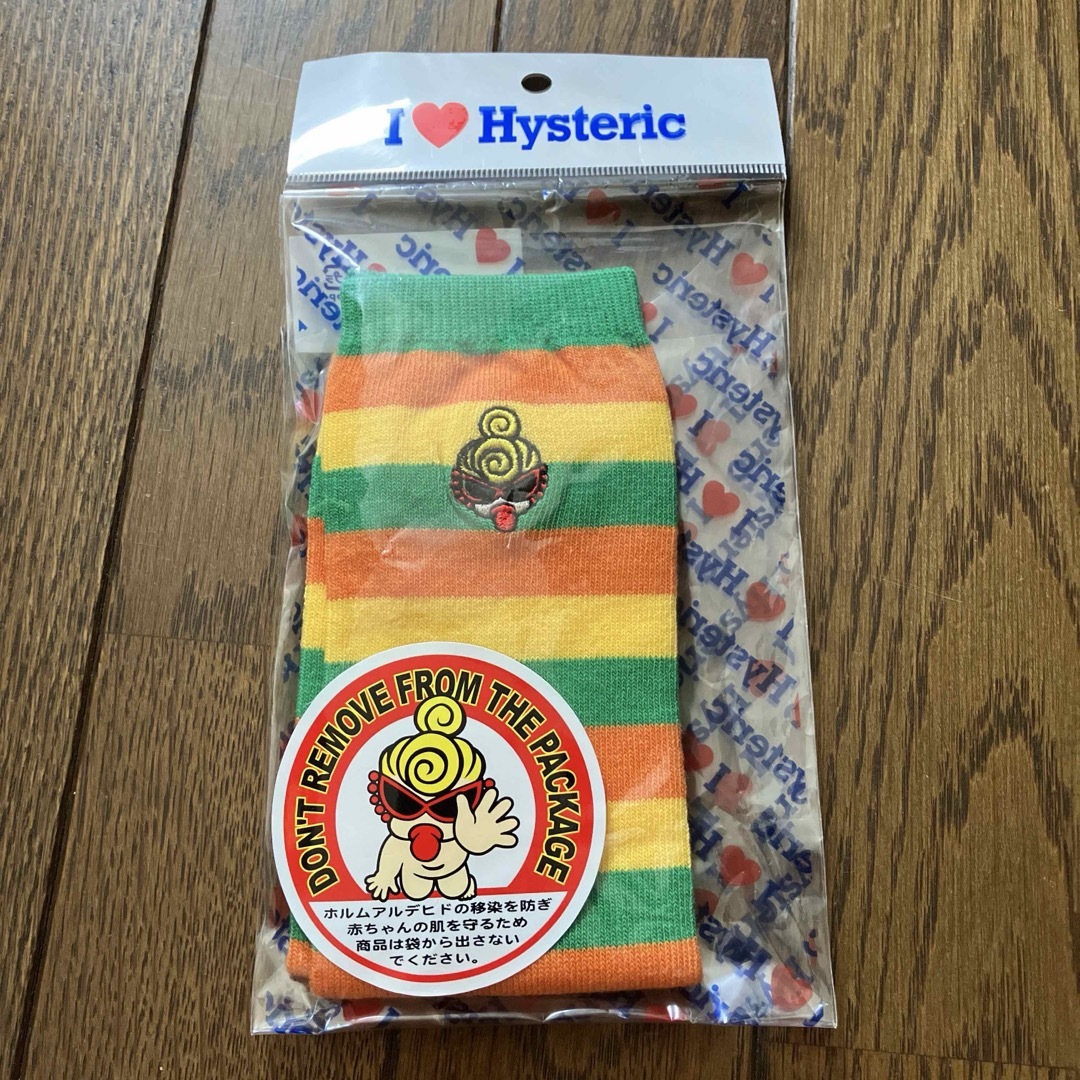 I ❤ Hysteric
DON'T REMOVE FROM THE PACKAGE
ホルムアルデヒドの移染を防ぎ
赤ちゃんの肌を守るため
商品は袋から出さない
でください。